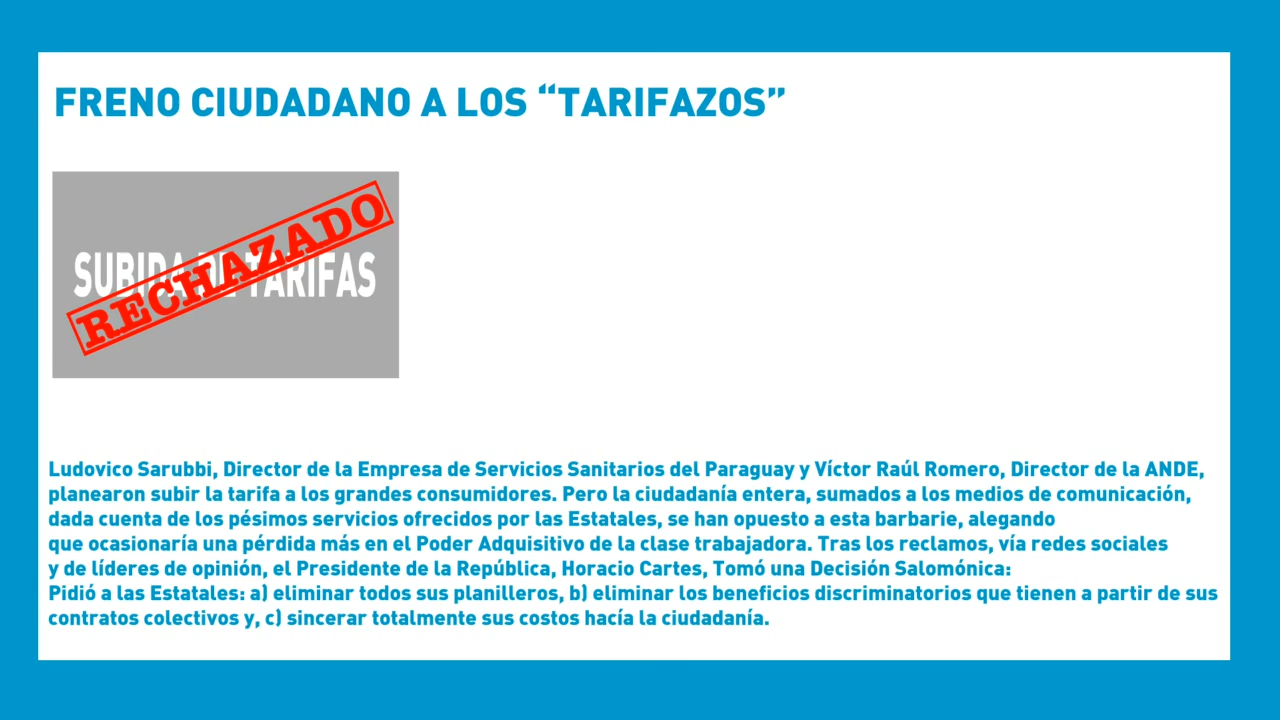 FRENO CIUDADANO A LOS “TARIFAZOS”
SUBIDA DE TARIFAS
RECHAZADO
Ludovico Sarubbi, Director de la Empresa de Servicios Sanitarios del Paraguay y Víctor Raúl Romero, Director de la ANDE,
planearon subir la tarifa a los grandes consumidores. Pero la ciudadanía entera, sumados a los medios de comunicación,
dada cuenta de los pésimos servicios ofrecidos por las Estatales, se han opuesto a esta barbarie, alegando
que ocasionaría una pérdida más en el Poder Adquisitivo de la clase trabajadora. Tras los reclamos, vía redes sociales
y de líderes de opinión, el Presidente de la República, Horacio Cartes, Tomó una Decisión Salomónica:
Pidió a las Estatales: a) eliminar todos sus planilleros, b) eliminar los beneficios discriminatorios que tienen a partir de sus
contratos colectivos y, c) sincerar totalmente sus costos hacía la ciudadanía.